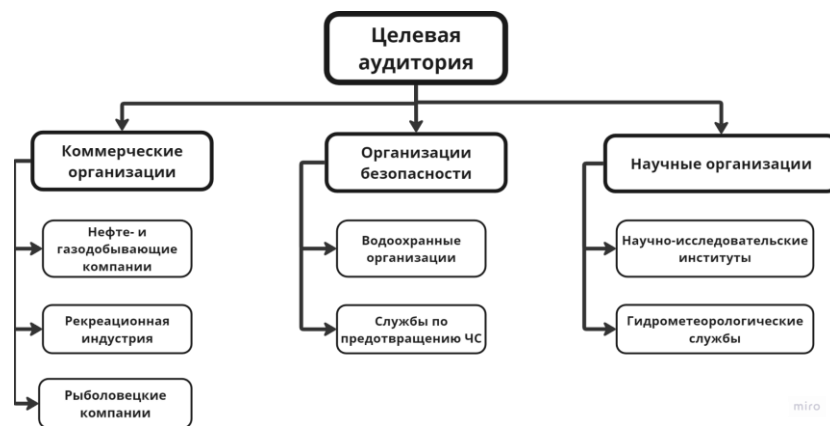 Целевая
аудитория
Коммерческие
организации
Нефте- и
газодобывающие
компании
Рекреационная
индустрия
Рыболовецкие
компании
Организации
безопасности
Водоохранные
организации
Службы по
предотвращению ЧС
Научные организации
Научно-исследовательские
институты
Гидрометеорологические
службы
miro